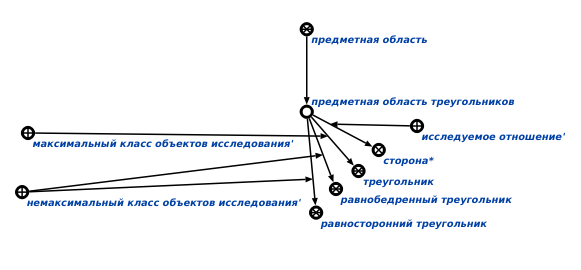 предметная область
предметная область треугольников
исследуемое отношение'
максимальный класс объектов исследования'
сторона*
треугольник
равнобедренный треугольник
немаксимальный класс объектов исследования'
равносторонний треугольник